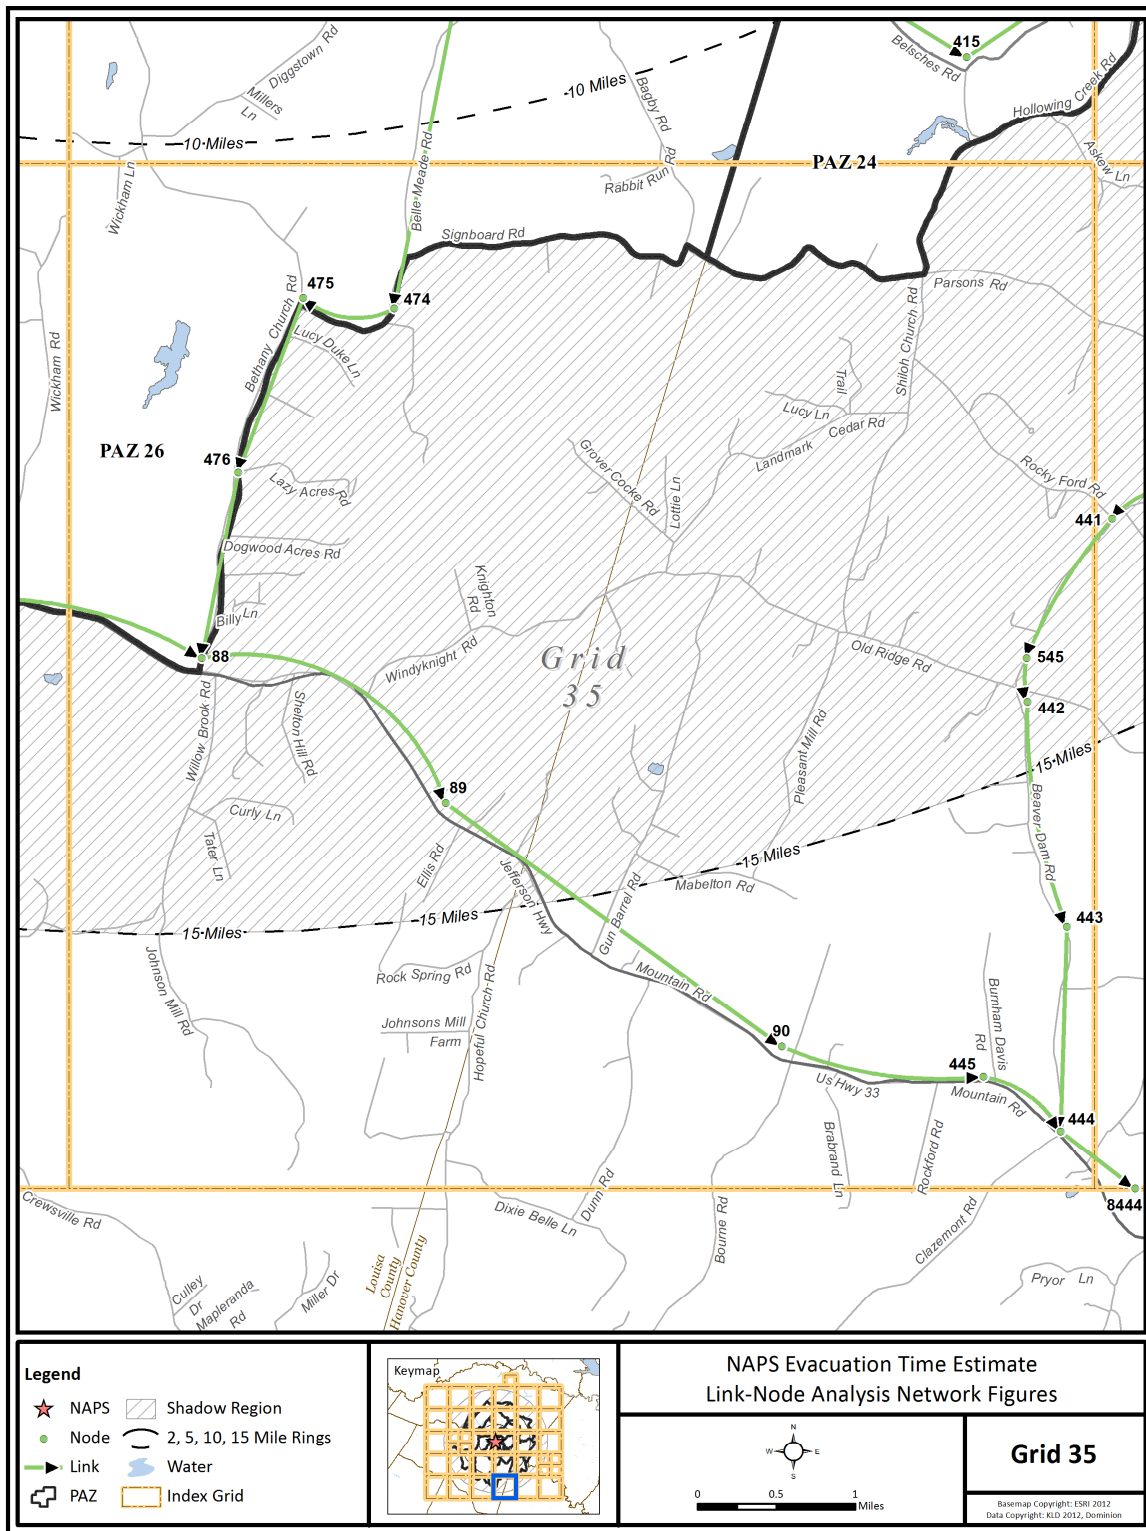 415
Belsches Rd
Hollowing Creek Rd
Diggstown Rd
Millers
Ln
10 Miles
10 Miles
Bagby Rd
Askew Ln
PAZ 24
Wickham Ln
Belle Meade Rd
Rabbit Run Rd
Signboard Rd
475
474
Parsons Rd
Bethany Church Rd
Lucy Duke Ln
Shiloh Church Rd
Wickham Rd
Trail
Lucy Ln
Landmark
Cedar Rd
PAZ 26
476
Grover Cocke Rd
Lottie Ln
Lazy Acres Rd
Rocky Ford Rd
441
Dogwood Acres Rd
Knighton
Rd
Billy Ln
88
Windyknight Rd
Grid
35
Old Ridge Rd
545
442
Willow Brook Rd
Shelton Hill Rd
Pleasant Mill Rd
15 Miles
89
Beaver Dam Rd
Curly Ln
Tater Ln
Ellis Rd
Jefferson Hwy
15 Miles
Mabelton Rd
Gun Barrel Rd
15 Miles
15 Miles
443
Johnson Mill Rd
Rock Spring Rd
Mountain Rd
Hopeful Church Rd
Johnsons Mill
Farm
Burnham Davis
Rd
90
445
Us Hwy 33
Mountain Rd
444
Brabrand Ln
Rockford Rd
8444
Crewsville Rd
Dixie Belle Ln
Dunn Rd
Bourne Rd
Clazemont Rd
Louisa
County
Hanover County
Culley
Dr
Mapleranda
Rd
Miller Dr
Pryor Ln
Legend
NAPS
Shadow Region
Node
2, 5, 10, 15 Mile Rings
Link
Water
PAZ
Index Grid
Keymap
NAPS Evacuation Time Estimate
Link-Node Analysis Network Figures
N
W
E
S
0
0.5
1
Miles
Grid 35
Basemap Copyright: ESRI 2012
Data Copyright: KLD 2012, Dominion